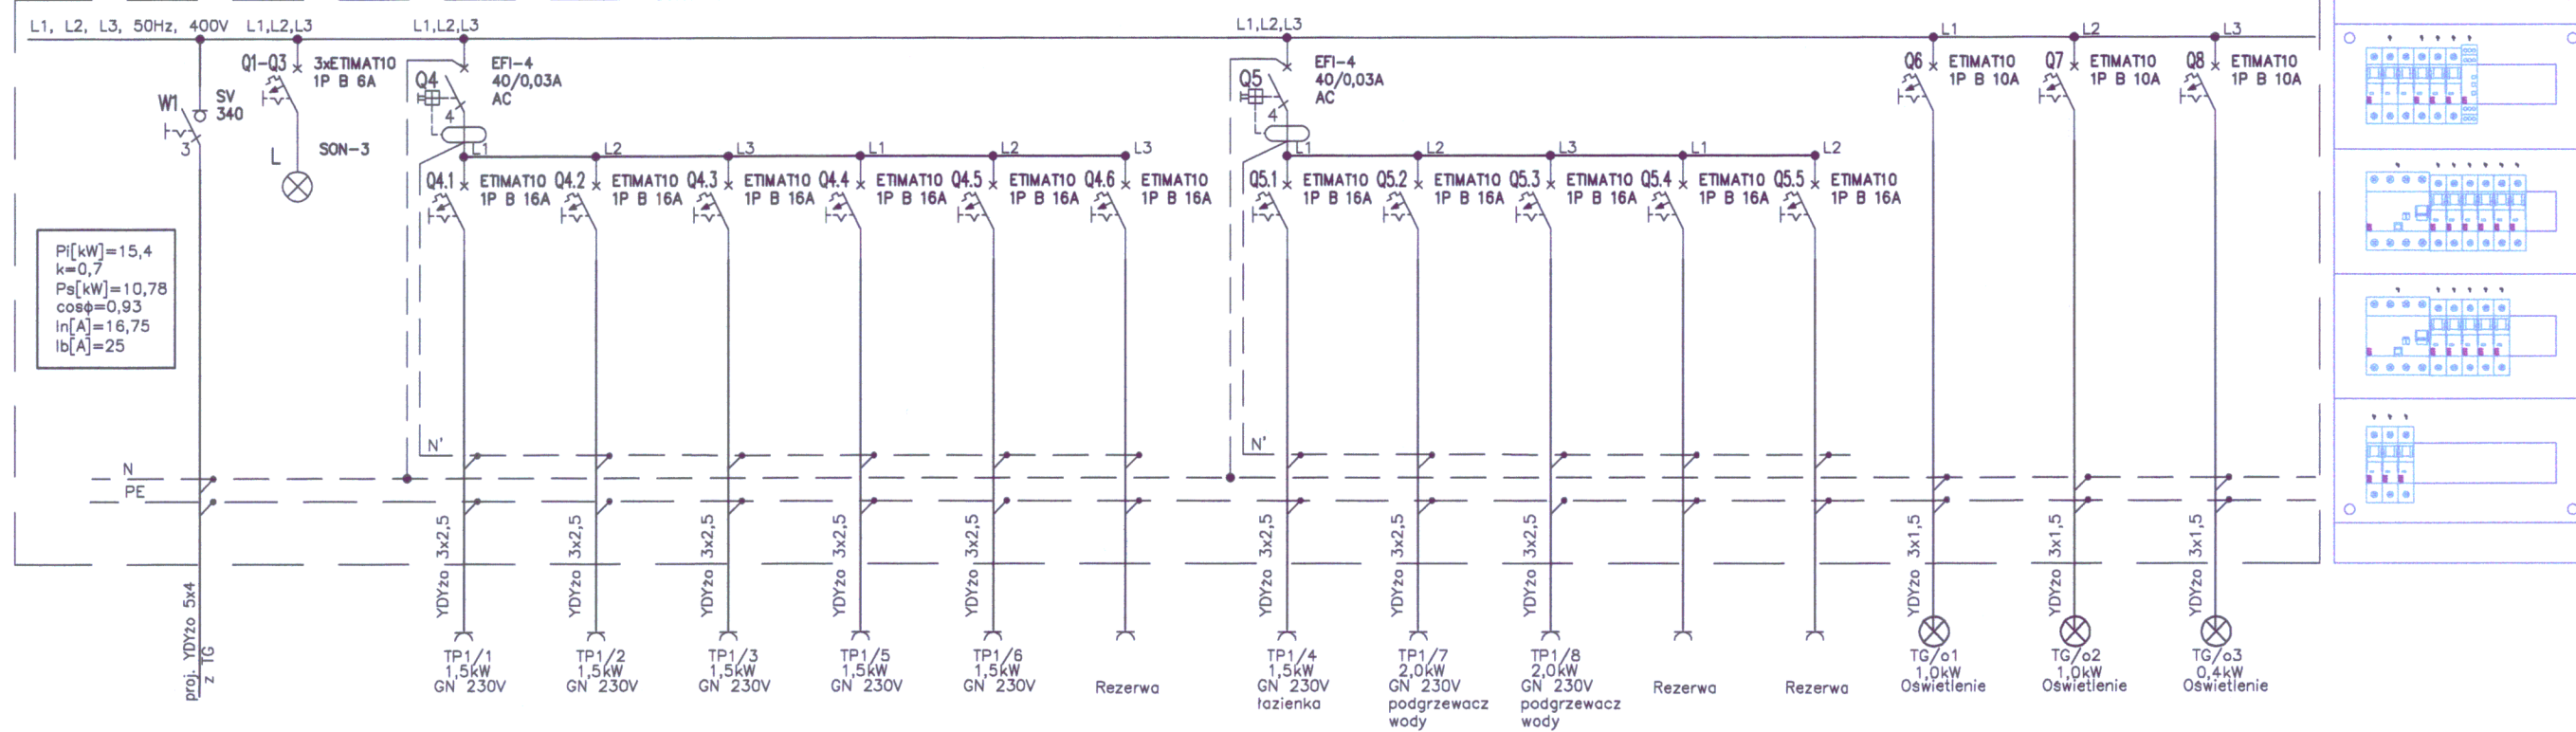 L1, L2, L3, 50Hz, 400V
L1,L2,L3
L1,L2,L3
L1,L2,L3
L1
L2
L3
W1
SV
340
3
Q1-Q3
3xETIMAT10
1P B 6A
L
SON-3
Q4
EFI-4
40/0,03A
AC
4
Q5
EFI-4
40/0,03A
AC
4
Q6
ETIMAT10
1P B 10A
Q7
ETIMAT10
1P B 10A
Q8
ETIMAT10
1P B 10A
L1
L2
L3
L1
L2
L3
L1
L2
L3
L1
L2
Q4.1
ETIMAT10
1P B 16A
Q4.2
ETIMAT10
1P B 16A
Q4.3
ETIMAT10
1P B 16A
Q4.4
ETIMAT10
1P B 16A
Q4.5
ETIMAT10
1P B 16A
Q4.6
ETIMAT10
1P B 16A
Q5.1
ETIMAT10
1P B 16A
Q5.2
ETIMAT10
1P B 16A
Q5.3
ETIMAT10
1P B 16A
Q5.4
ETIMAT10
1P B 16A
Q5.5
ETIMAT10
1P B 16A
Pi[kW]=15,4
k=0,7
Ps[kW]=10,78
cosϕ=0,93
In[A]=16,75
Ib[A]=25
N'
N'
N
PE
proj. YDYżo 5x4
z TG
YDYżo 3x2,5
YDYżo 3x2,5
YDYżo 3x2,5
YDYżo 3x2,5
YDYżo 3x2,5
YDYżo 3x2,5
YDYżo 3x2,5
YDYżo 3x2,5
YDYżo 3x1,5
YDYżo 3x1,5
YDYżo 3x1,5
TP1/1
1,5kW
GN 230V
TP1/2
1,5kW
GN 230V
TP1/3
1,5kW
GN 230V
TP1/5
1,5kW
GN 230V
TP1/6
1,5kW
GN 230V
Rezerwa
TP1/4
1,5kW
GN 230V
łazienka
TP1/7
2,0kW
GN 230V
podgrzewacz
wody
TP1/8
2,0kW
GN 230V
podgrzewacz
wody
Rezerwa
Rezerwa
TG/o1
1,0kW
Oświetlenie
TG/o2
1,0kW
Oświetlenie
TG/o3
0,4kW
Oświetlenie